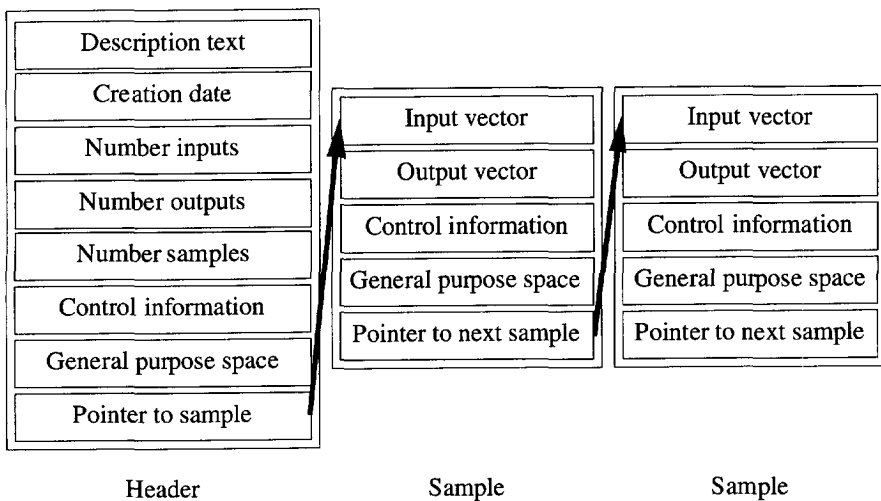 Description text
Creation date
Number inputs
Number outputs
Number samples
Control information
General purpose space
Pointer to sample
Header
Input vector
Output vector
Control information
General purpose space
Pointer to next sample
Sample
Input vector
Output vector
Control information
General purpose space
Pointer to next sample
Sample